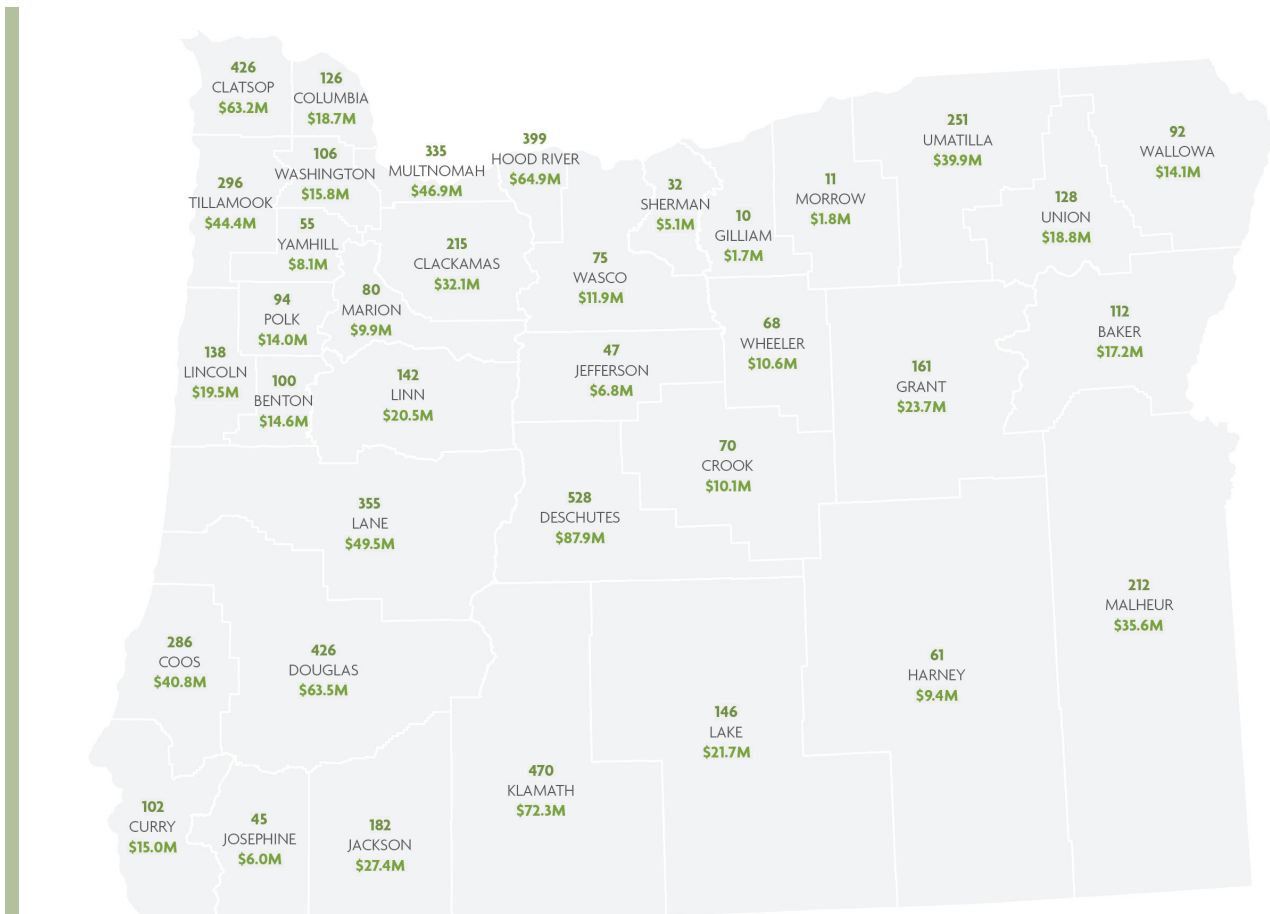 426
CLATSOP
$63.2M
126
COLUMBIA
$18.7M
106
WASHINGTON
$15.8M
335
MULTNOMAH
$46.9M
399
HOOD RIVER
$64.9M
32
SHERMAN
$5.1M
10
GILLIAM
$1.7M
11
MORROW
$1.8M
251
UMATILLA
$39.9M
128
UNION
$18.8M
92
WALLOWA
$14.1M
296
TILLAMOOK
$44.4M
55
YAMHILL
$8.1M
215
CLACKAMAS
$32.1M
75
WASCO
$11.9M
94
POLK
$14.0M
80
MARION
$9.9M
68
WHEELER
$10.6M
112
BAKER
$17.2M
138
LINCOLN
$19.5M
100
BENTON
$14.6M
142
LINN
$20.5M
47
JEFFERSON
$6.8M
161
GRANT
$23.7M
70
CROOK
$10.1M
355
LANE
$49.5M
528
DESCHUTES
$87.9M
212
MALHEUR
$35.6M
286
COOS
$40.8M
426
DOUGLAS
$63.5M
61
HARNEY
$9.4M
146
LAKE
$21.7M
470
KLAMATH
$72.3M
102
CURRY
$15.0M
45
JOSEPHINE
$6.0M
182
JACKSON
$27.4M